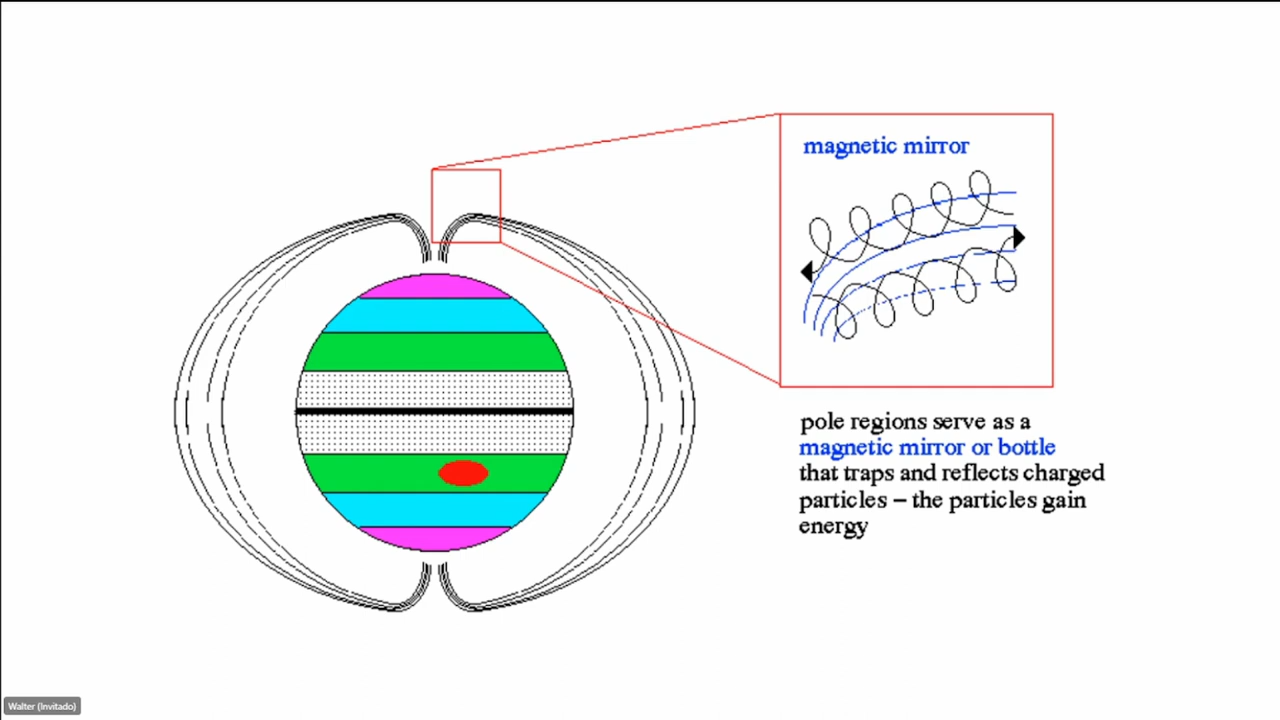 magnetic mirror
pole regions serve as a
magnetic mirror or bottle
that traps and reflects charged
particles – the particles gain
energy
Walter (Invitado)